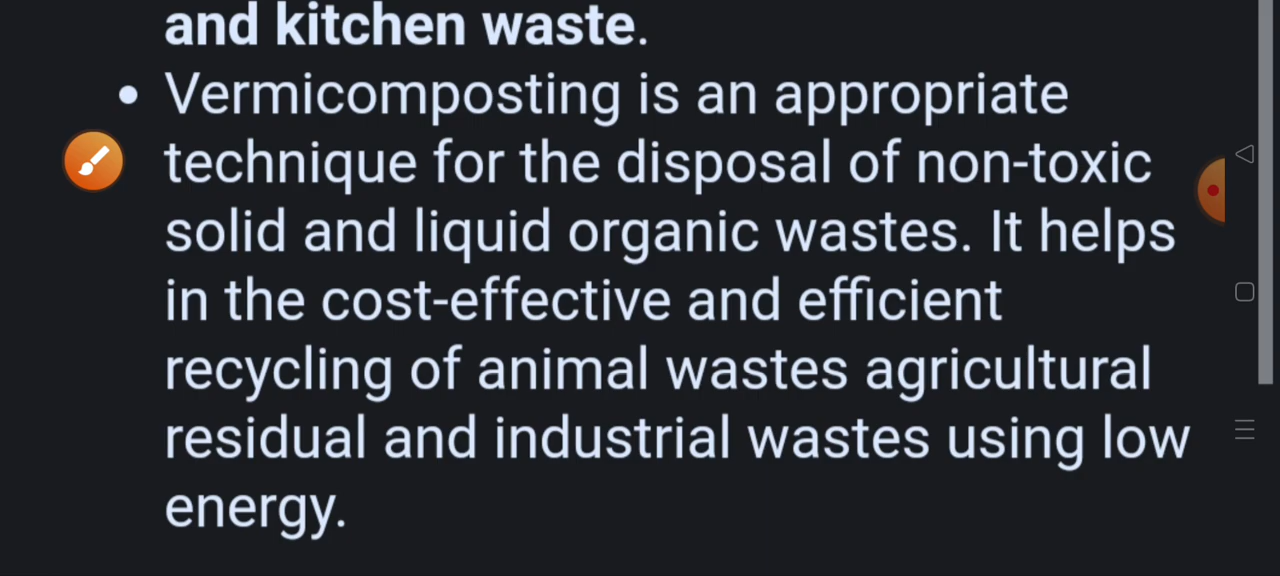 and kitchen waste.
• Vermicomposting is an appropriate
technique for the disposal of non-toxic
solid and liquid organic wastes. It helps
in the cost-effective and efficient
recycling of animal wastes agricultural
residual and industrial wastes using low
energy.